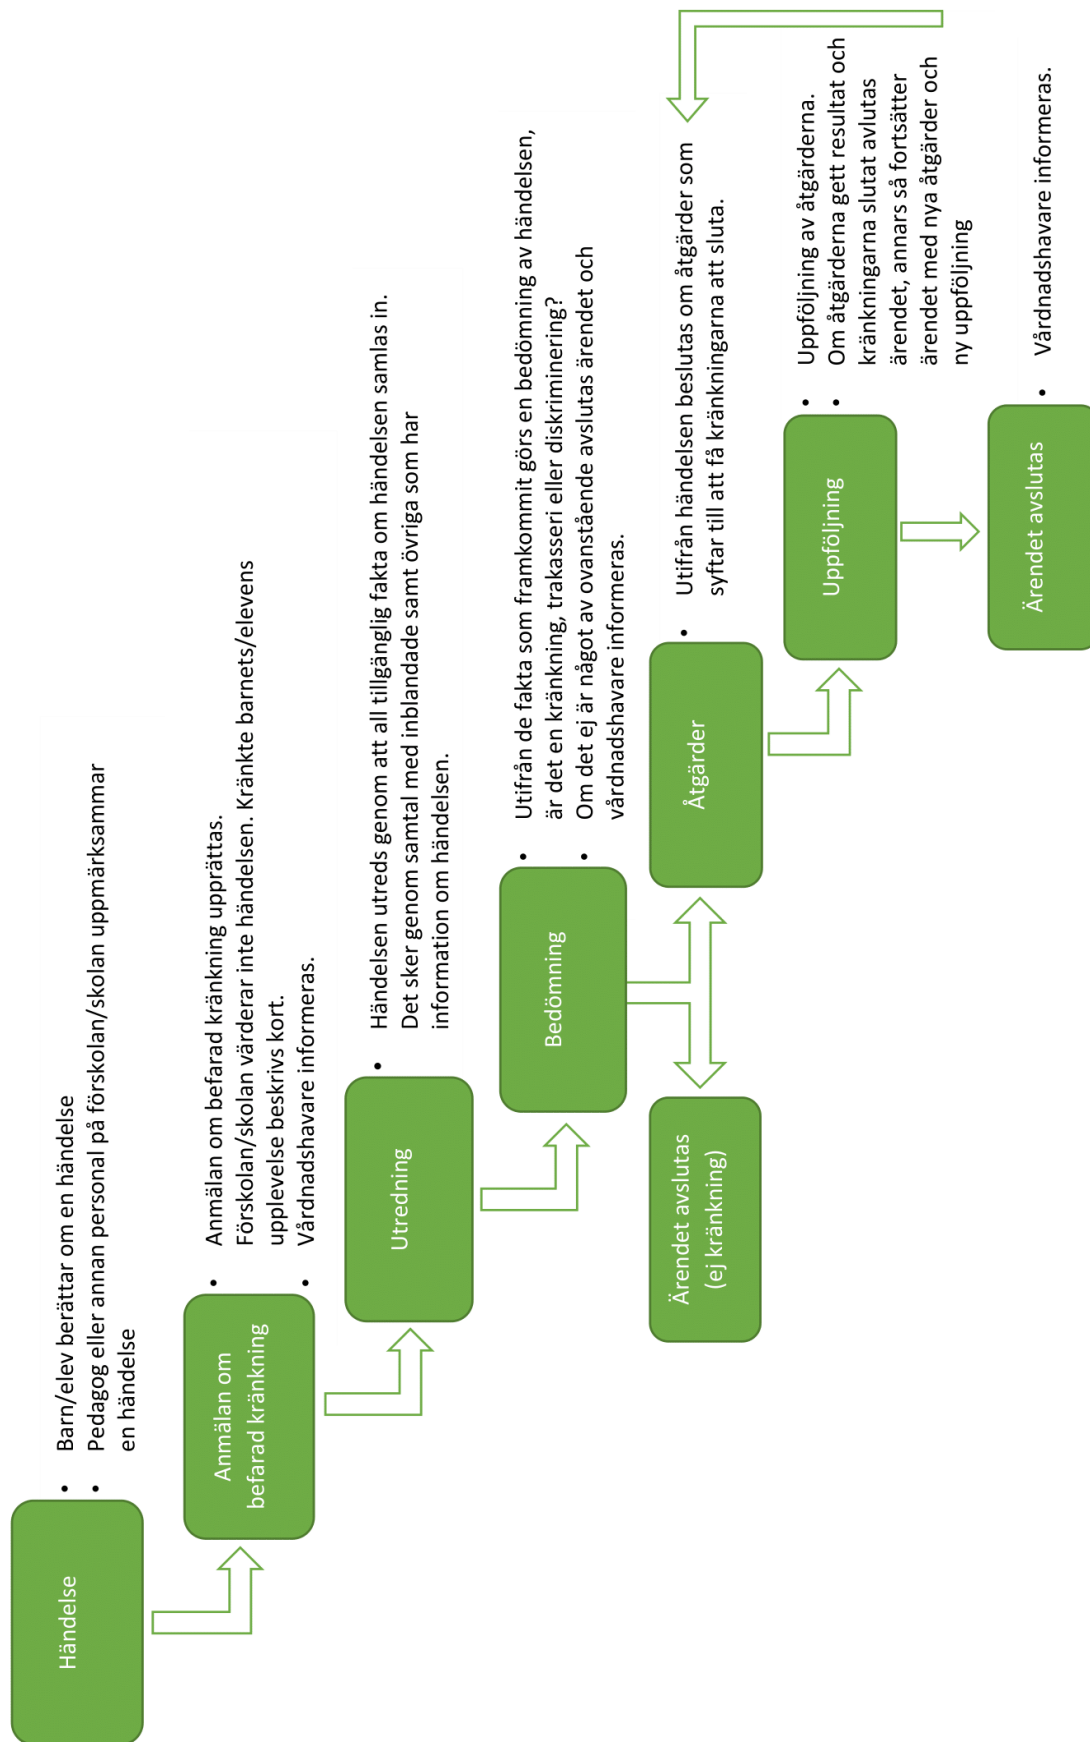 Händelse
• Barn/elev berättar om en händelse
• Pedagog eller annan personal på förskolan/skolan uppmärksammar
en händelse
Anmälan om
befarad kränkning
• Anmälan om befarad kränkning upprättas.
Förskolan/skolan värderar inte händelsen. Kränkte barnets/elevens
upplevelse beskrivs kort.
• Vårdnadshavare informeras.
Utredning
• Händelsen utreds genom att all tillgänglig fakta om händelsen samlas in.
Det sker genom samtal med inblandade samt övriga som har
information om händelsen.
Bedömning
• Utifrån de fakta som framkommit görs en bedömning av händelsen,
är det en kränkning, trakasseri eller diskriminering?
• Om det ej är något av ovanstående avslutas ärendet och
vårdnadshavare informeras.
Ärendet avslutas
(ej kränkning)
Åtgärder
• Utifrån händelsen beslutas om åtgärder som
syftar till att få kränkningarna att sluta.
Uppföljning
• Uppföljning av åtgärderna.
• Om åtgärderna gett resultat och
kränkningarna slutat avlutas
ärendet, annars så fortsätter
ärendet med nya åtgärder och
ny uppföljning
Ärendet avslutas
• Vårdnadshavare informeras.